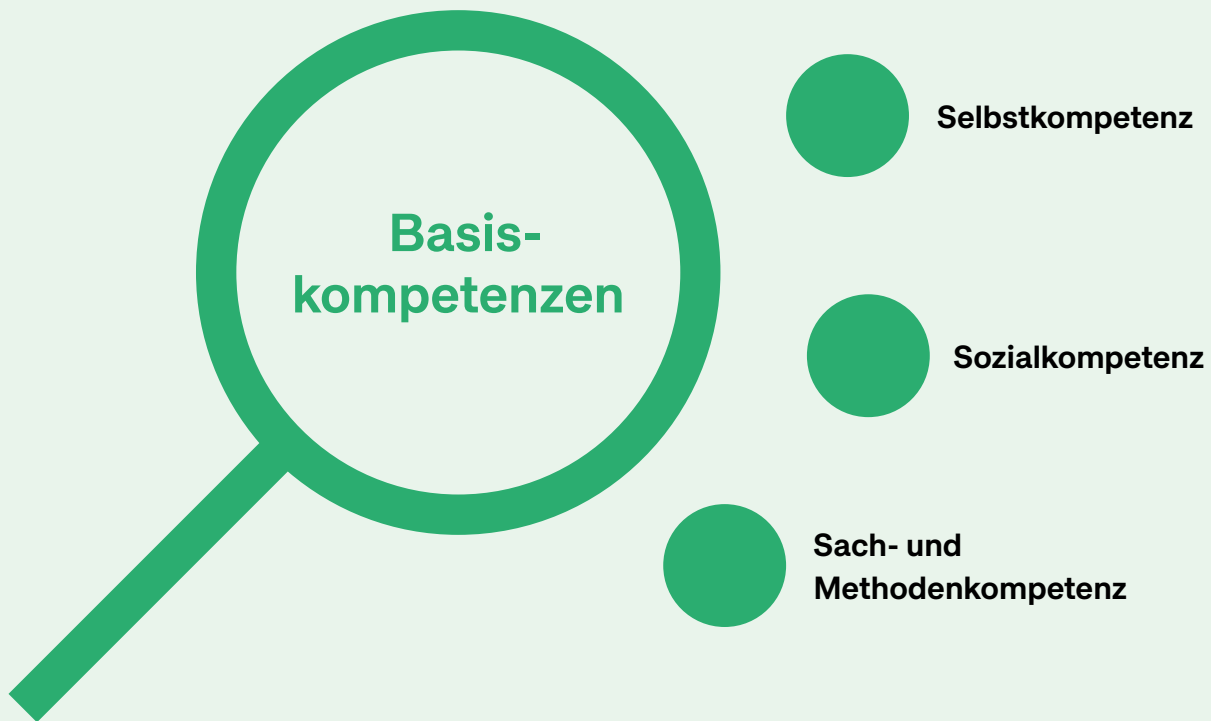 Basis-
kompetenzen
Selbstkompetenz
Sozialkompetenz
Sach- und
Methodenkompetenz